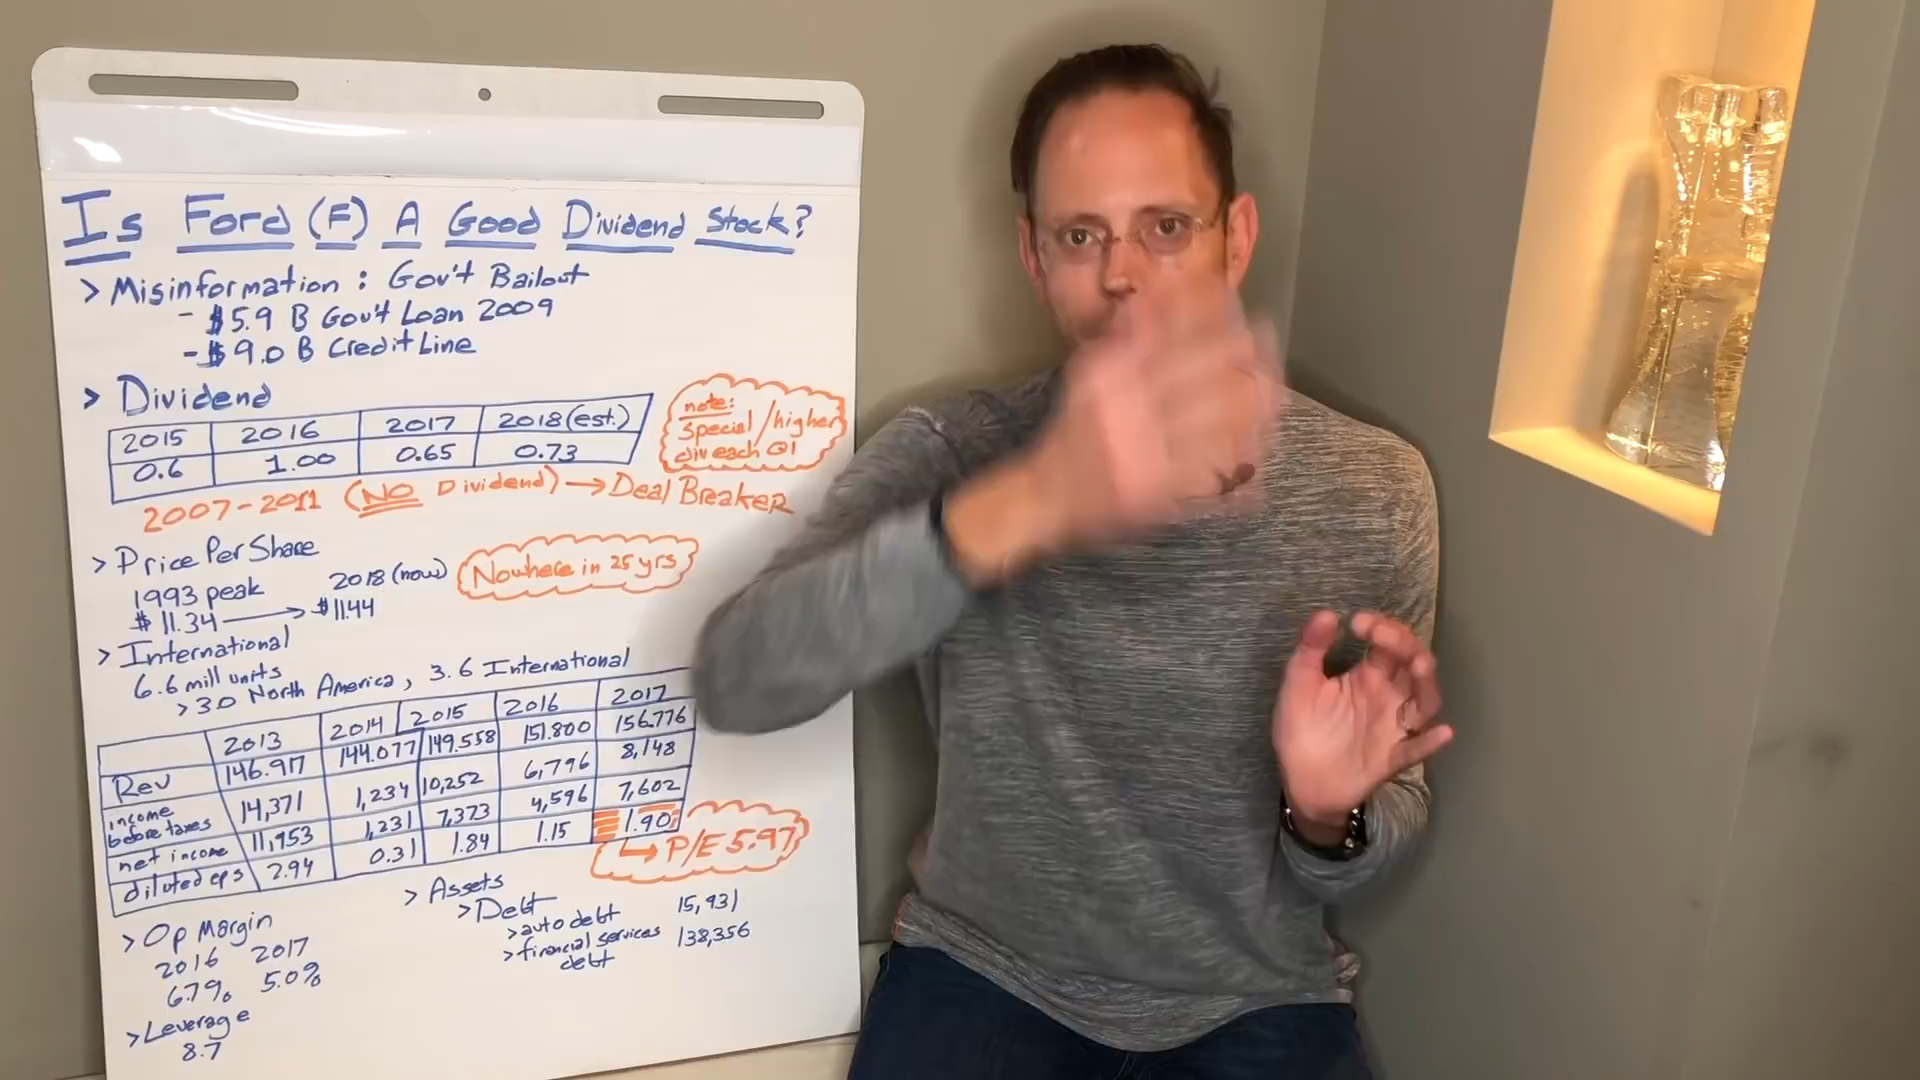 Is Ford (F) A Good Dividend Stock?
> Misinformation: Gov't Bailout
- $5.9 B Gov't Loan 2009
- $9.0 B Credit Line
> Dividend
2015 2016 2017 2018 (est.)
0.6 1.00 0.65 0.73
note:
Special/higher
div each Q1
2007-2011 (NO Dividend) → Deal Breaker
> Price Per Share
1993 peak 2018 (now)
$11.34 → $11.44
Nowhere in 25 yrs
> International
6.6 mill units
> 3.0 North America, 3.6 International
2013 2014 2015 2016 2017
Rev 146.917 144.077 149.558 151.800 156.776
income before taxes 14,371 1,234 10,252 6,796 8,148
net income 11,953 1,231 7,373 4,596 7,602
diluted eps 2.94 0.31 1.84 1.15 1.90
↳ P/E 5.97
> Op Margin
2016 2017
6.7% 5.0%
> Leverage
8.7
> Assets
> Debt
> auto debt 15,931
> financial services 138,356
debt